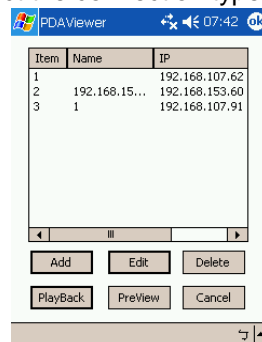 PDAViewer 07:42 ok
Item Name IP
1 192.168.107.62
2 192.168.15... 192.168.153.60
3 1 192.168.107.91
Add Edit Delete
PlayBack PreView Cancel